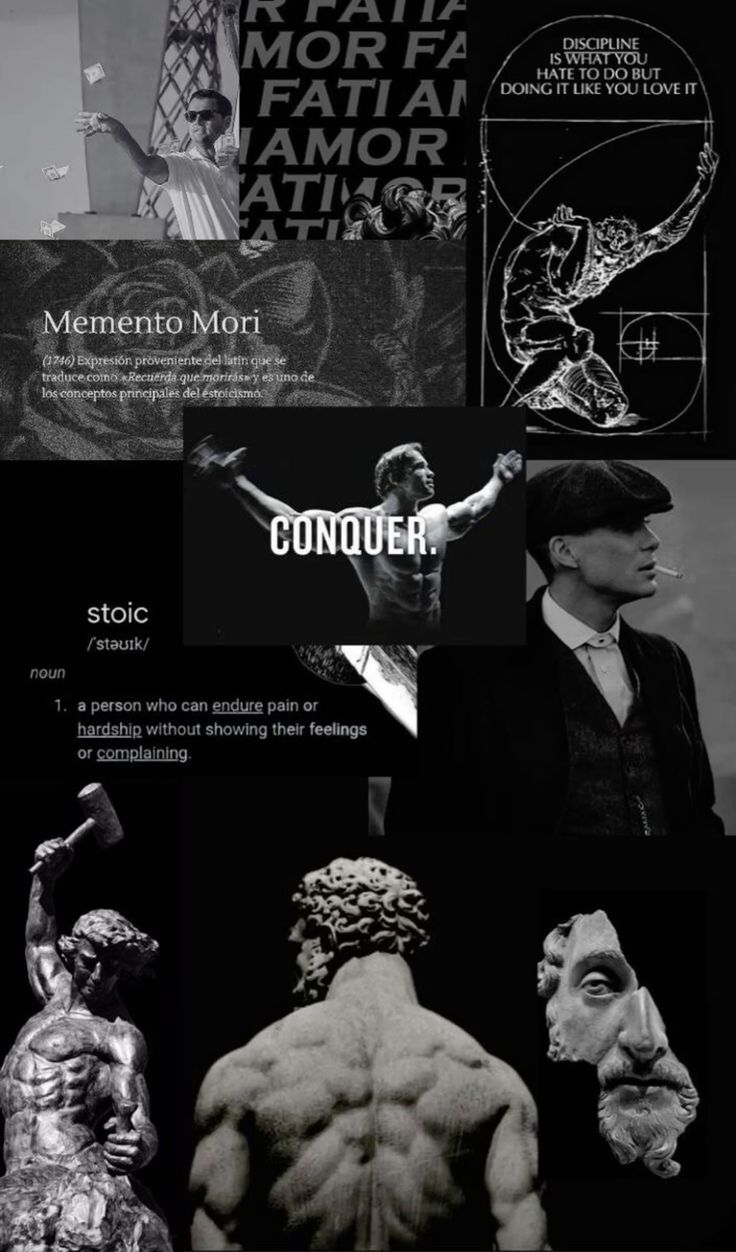 R FATIA
MOR FA
FATI AM
AMOR
FATI
FATI
DISCIPLINE
IS WHAT YOU
HATE TO DO BUT
DOING IT LIKE YOU LOVE IT
Memento Mori
(1746) Expresión proveniente del latín que se
traduce como «Recuerda que morirás» y es uno de
los conceptos principales del estoicismo.
CONQUER.
stoic
/ˈstəʊɪk/
noun
1. a person who can endure pain or
hardship without showing their feelings
or complaining.